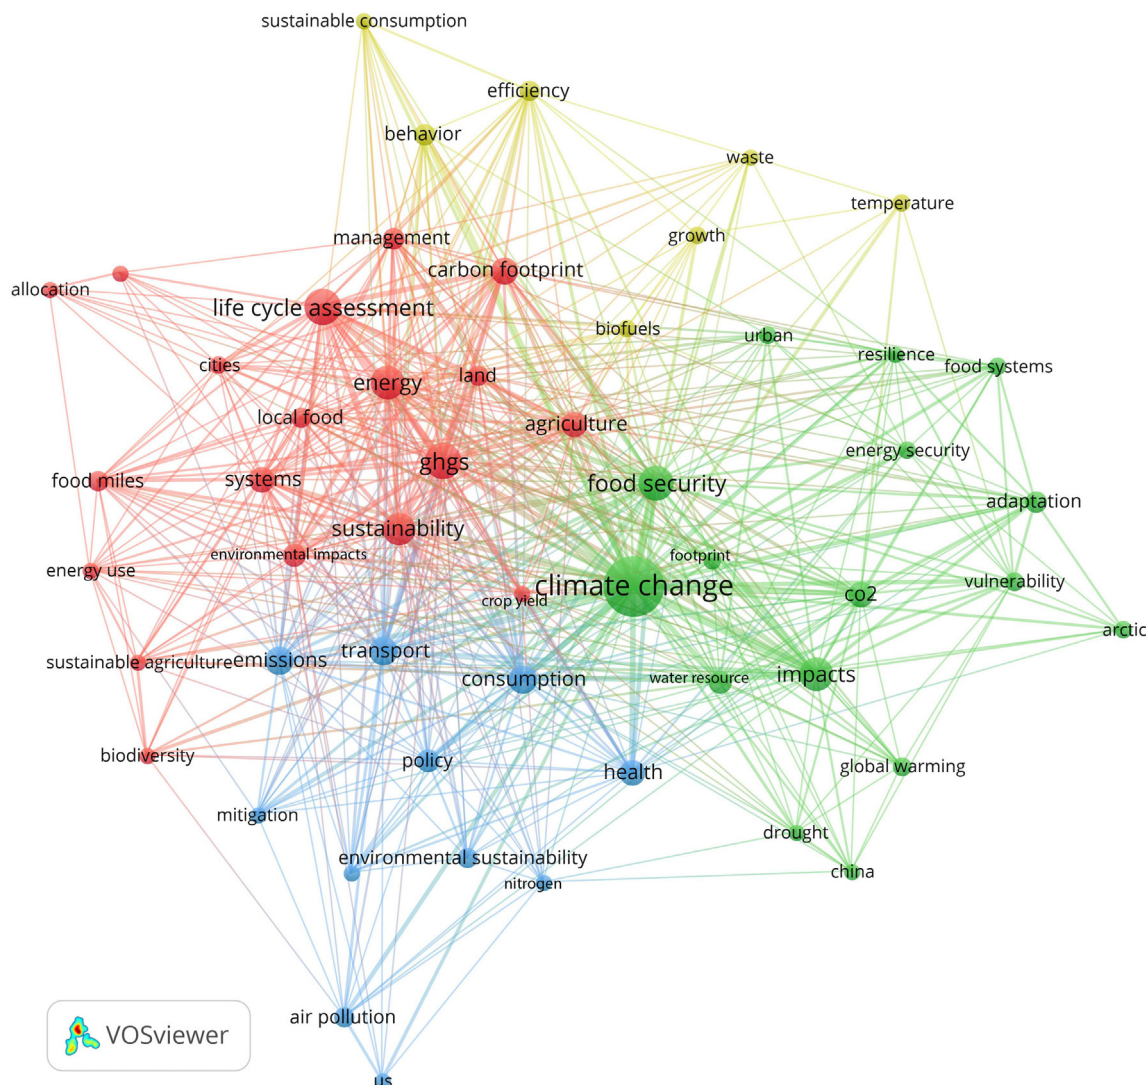 sustainable consumption
efficiency
behavior
waste
temperature
growth
management
carbon footprint
allocation
life cycle assessment
biofuels
urban
resilience
food systems
cities
energy
land
local food
agriculture
energy security
ghgs
food miles
systems
food security
adaptation
sustainability
environmental impacts
footprint
energy use
climate change
vulnerability
co2
crop yield
arctic
transport
sustainable agriculture
emissions
consumption
water resource
impacts
biodiversity
policy
health
global warming
mitigation
drought
environmental sustainability
china
nitrogen
air pollution
VOSviewer
us